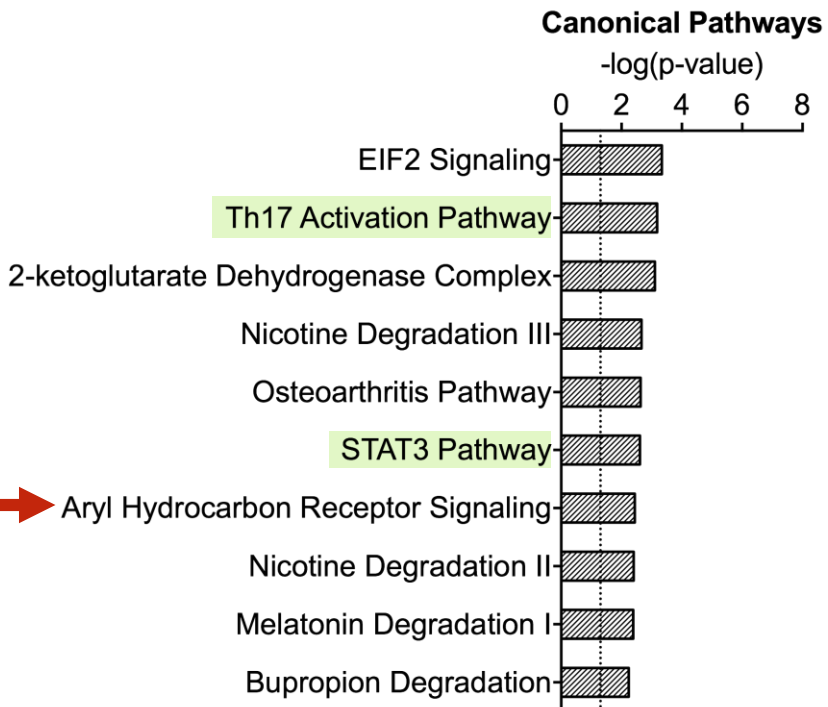 Canonical Pathways
-log(p-value)
0 2 4 6 8
EIF2 Signaling
Th17 Activation Pathway
2-ketoglutarate Dehydrogenase Complex
Nicotine Degradation III
Osteoarthritis Pathway
STAT3 Pathway
Aryl Hydrocarbon Receptor Signaling
Nicotine Degradation II
Melatonin Degradation I
Bupropion Degradation